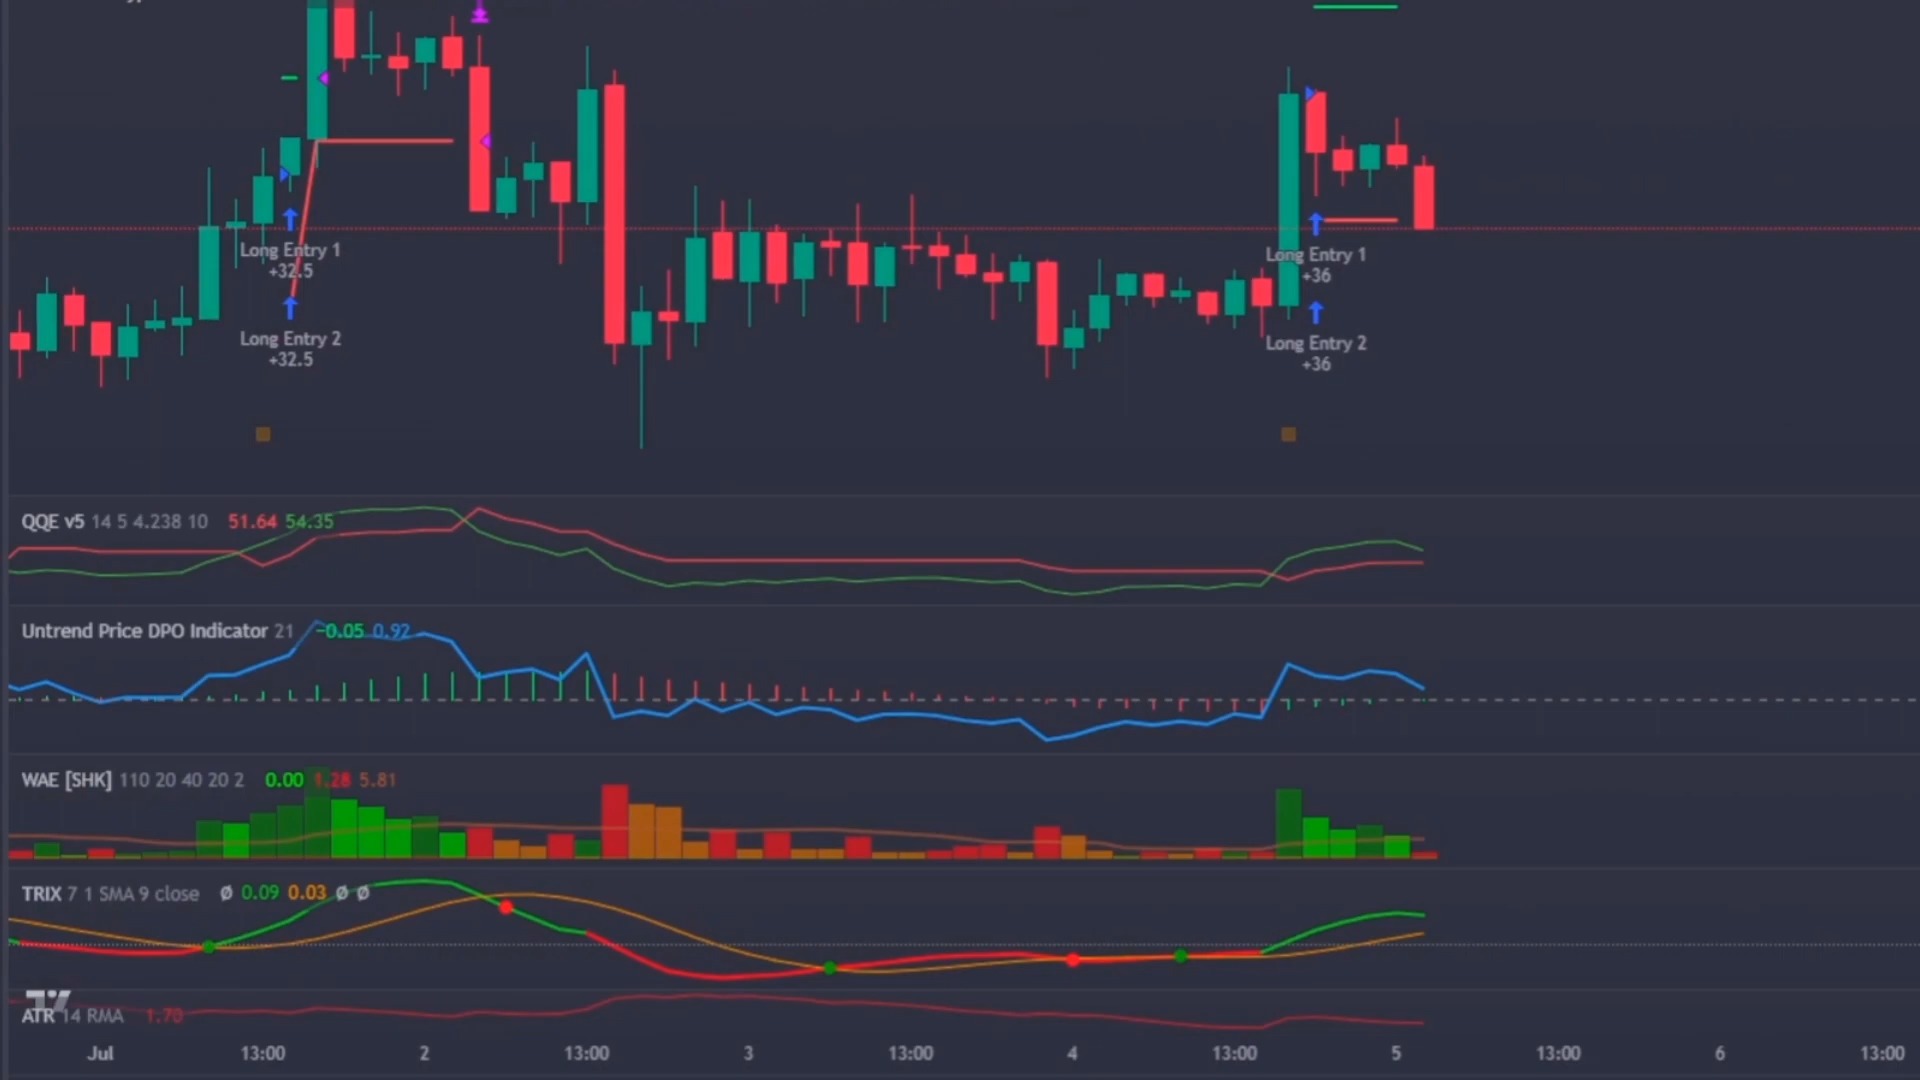 Long Entry 1
+32.5
Long Entry 2
+32.5
Long Entry 1
+36
Long Entry 2
+36
QQE v5 14 5 4.238 10 51.64 54.35
Untrend Price DPO Indicator 21 −0.05 0.92
WAE [SHK] 110 20 40 20 2 0.00 1.28 5.81
TRIX 7 1 SMA 9 close Ø 0.09 0.03 Ø Ø
ATR 14 RMA 1.70
Jul 13:00 2 13:00 3 13:00 4 13:00 5 13:00 6 13:00